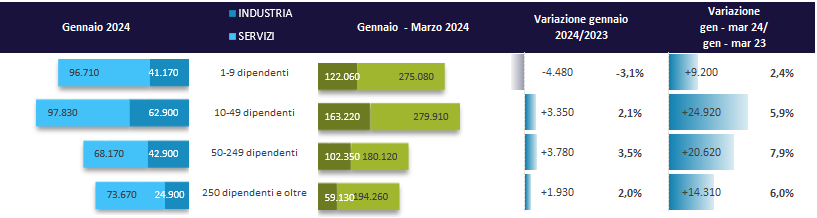 Gennaio 2024
INDUSTRIA
SERVIZI
Gennaio - Marzo 2024
Variazione gennaio
2024/2023
Variazione
gen - mar 24/
gen - mar 23
96.710 41.170 1-9 dipendenti 122.060 275.080 -4.480 -3,1% +9.200 2,4%
97.830 62.900 10-49 dipendenti 163.220 279.910 +3.350 2,1% +24.920 5,9%
68.170 42.900 50-249 dipendenti 102.350 180.120 +3.780 3,5% +20.620 7,9%
73.670 24.900 250 dipendenti e oltre 59.130 194.260 +1.930 2,0% +14.310 6,0%